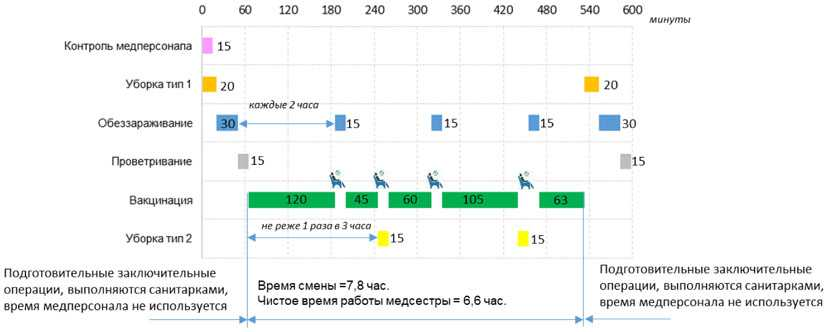 0 60 120 180 240 300 360 420 480 540 600
минуты
Контроль медперсонала 15
Уборка тип 1 20 20
каждые 2 часа
Обеззараживание 30 15 15 15 30
Проветривание 15 15
Вакцинация 120 45 60 105 63
не реже 1 раза в 3 часа
Уборка тип 2 15 15
Подготовительные заключительные
операции, выполняются санитарками,
время медперсонала не используется
Время смены =7,8 час.
Чистое время работы медсестры = 6,6 час.
Подготовительные заключительные
операции, выполняются санитарками,
время медперсонала не используется